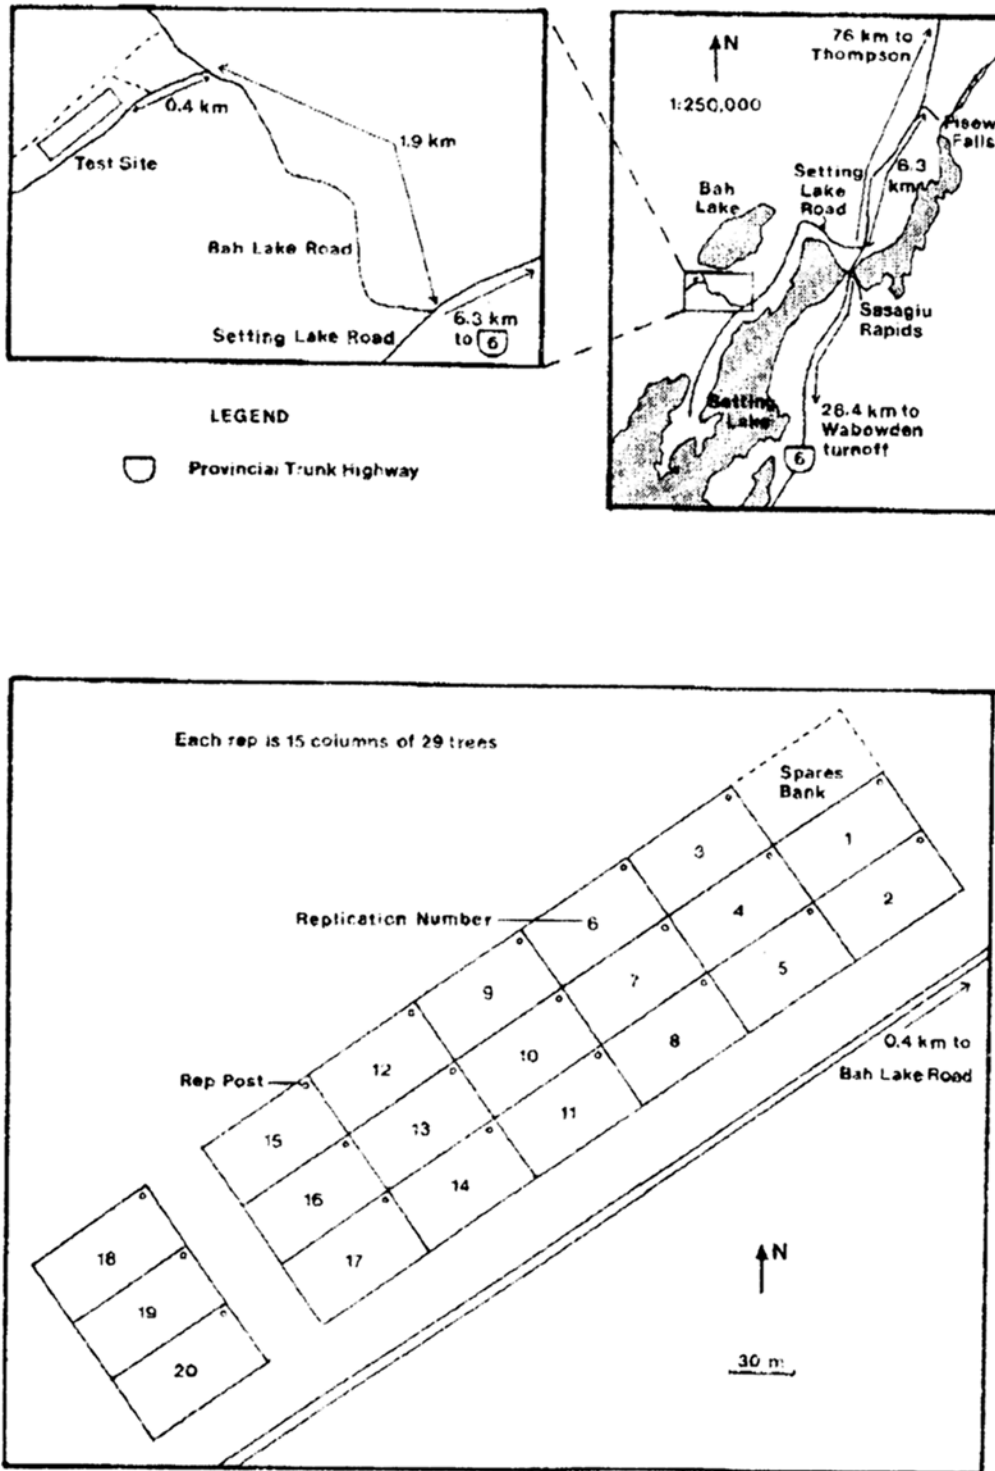 0.4 km
1.9 km
Test Site
Bah Lake Road
Setting Lake Road
6.3 km
to 6
LEGEND
Provincial Trunk Highway
N
76 km to
Thompson
1:250,000
Pisew
Falls
6.3
km
Setting
Lake
Road
Bah
Lake
Sasagiu
Rapids
Setting
Lake
26.4 km to
Wabowden
turnoff
6
Each rep is 15 columns of 29 trees
Spares
Bank
1
2
3
4
5
Replication Number
6
7
8
9
10
11
Rep Post
12
13
14
15
16
17
18
19
20
0.4 km to
Bah Lake Road
N
30 m